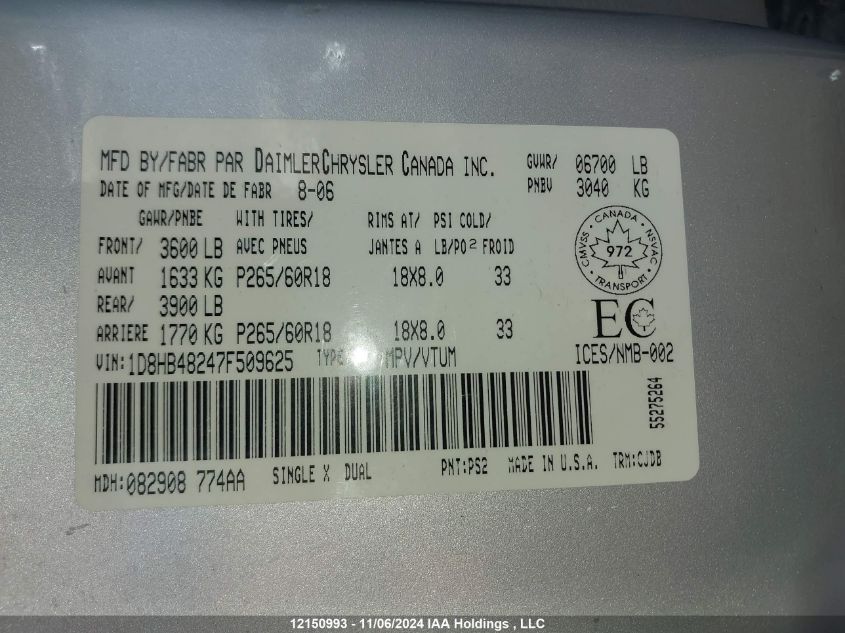 MFD BY/FABR PAR DAIMLERCHRYSLER CANADA INC. GVWR/ 06700 LB
DATE OF MFG/DATE DE FABR 8-06 PNBV 3040 KG
GAWR/PNBE WITH TIRES/ RIMS AT/ PSI COLD/
FRONT/ 3600 LB AVEC PNEUS JANTES A LB/PO2 FROID
AVANT 1633 KG P265/60R18 18X8.0 33
REAR/ 3900 LB
ARRIERE 1770 KG P265/60R18 18X8.0 33
CMVSS · CANADA · NSVAC
972
TRANSPORT
EC
VIN: 1D8HB48247F509625 TYPE MPV/VTUM ICES/NMB-002
55275264
MDH: 082908 774AA SINGLE X DUAL PNT: PS2 MADE IN U.S.A. TRM: CJDB
12150993 - 11/06/2024 IAA Holdings , LLC